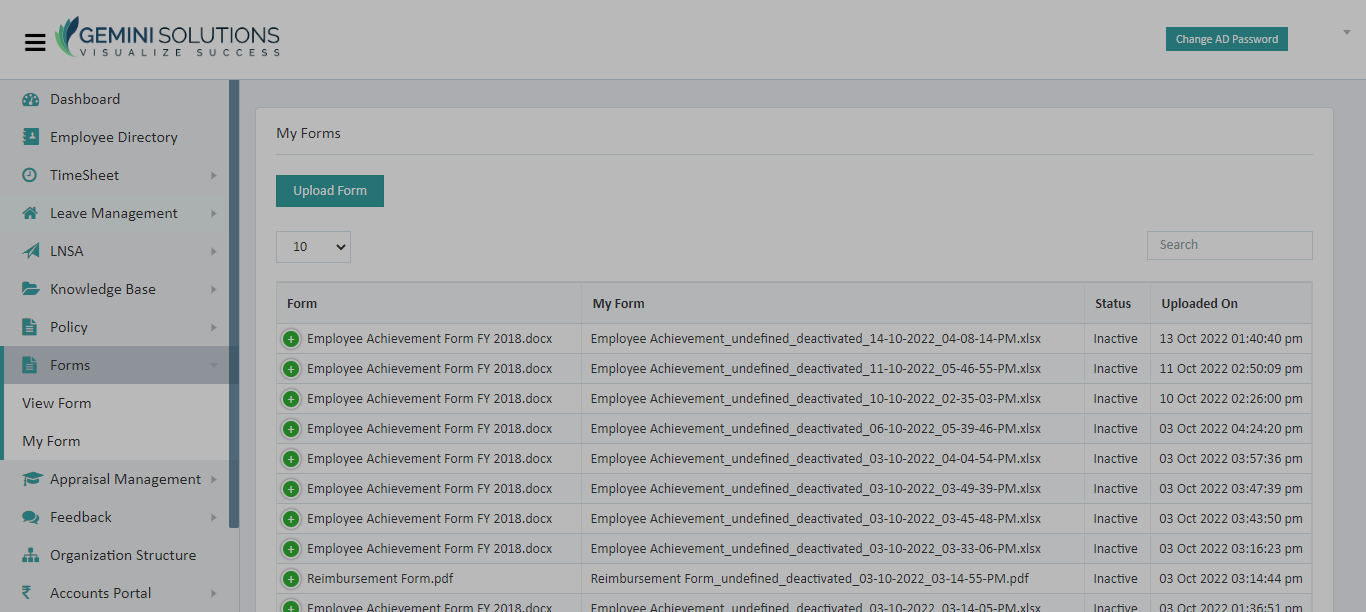 GEMINI SOLUTIONS
VISUALIZE SUCCESS
Change AD Password
Dashboard
Employee Directory
TimeSheet
Leave Management
LNSA
Knowledge Base
Policy
Forms
View Form
My Form
Appraisal Management
Feedback
Organization Structure
₹ Accounts Portal
My Forms
Upload Form
10
Search
Form My Form Status Uploaded On
Employee Achievement Form FY 2018.docx Employee Achievement_undefined_deactivated_14-10-2022_04-08-14-PM.xlsx Inactive 13 Oct 2022 01:40:40 pm
Employee Achievement Form FY 2018.docx Employee Achievement_undefined_deactivated_11-10-2022_05-46-55-PM.xlsx Inactive 11 Oct 2022 02:50:09 pm
Employee Achievement Form FY 2018.docx Employee Achievement_undefined_deactivated_10-10-2022_02-35-03-PM.xlsx Inactive 10 Oct 2022 02:26:00 pm
Employee Achievement Form FY 2018.docx Employee Achievement_undefined_deactivated_06-10-2022_05-39-46-PM.xlsx Inactive 03 Oct 2022 04:24:20 pm
Employee Achievement Form FY 2018.docx Employee Achievement_undefined_deactivated_03-10-2022_04-04-54-PM.xlsx Inactive 03 Oct 2022 03:57:36 pm
Employee Achievement Form FY 2018.docx Employee Achievement_undefined_deactivated_03-10-2022_03-49-39-PM.xlsx Inactive 03 Oct 2022 03:47:39 pm
Employee Achievement Form FY 2018.docx Employee Achievement_undefined_deactivated_03-10-2022_03-45-48-PM.xlsx Inactive 03 Oct 2022 03:43:50 pm
Employee Achievement Form FY 2018.docx Employee Achievement_undefined_deactivated_03-10-2022_03-33-06-PM.xlsx Inactive 03 Oct 2022 03:16:23 pm
Reimbursement Form.pdf Reimbursement Form_undefined_deactivated_03-10-2022_03-14-55-PM.pdf Inactive 03 Oct 2022 03:14:44 pm
Employee Achievement Form FY 2018.docx Employee Achievement_undefined_deactivated_03-10-2022_03-14-05-PM.xlsx Inactive 03 Oct 2022 01:36:51 pm